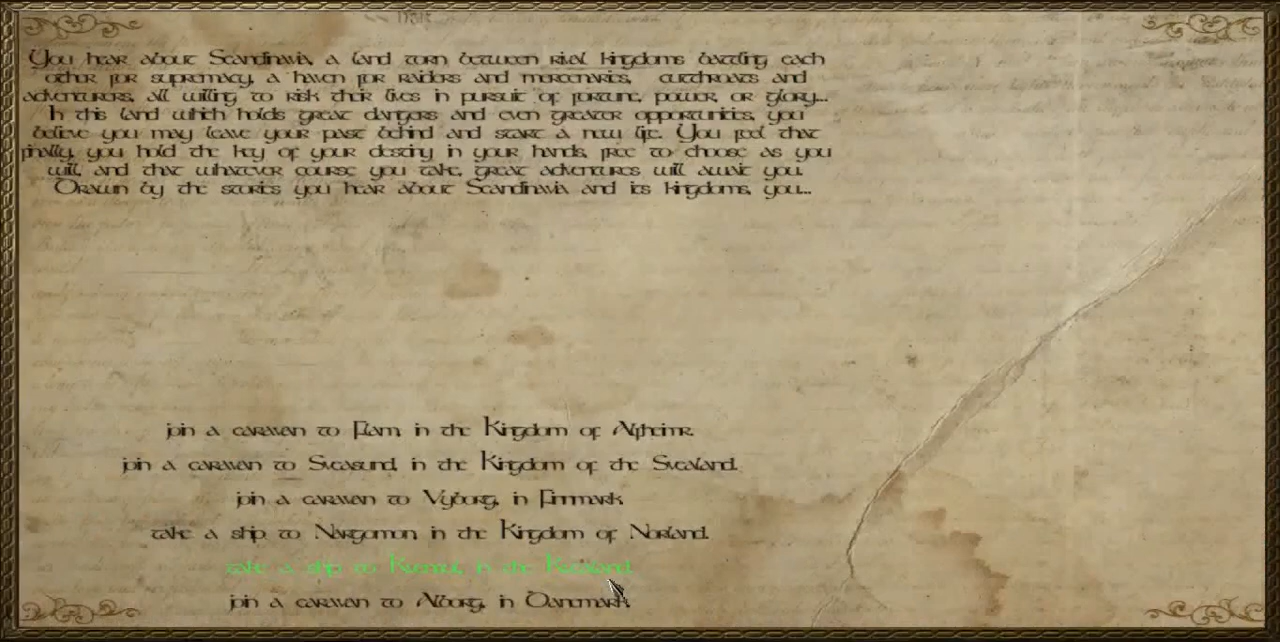 You hear about Scandinavia, a land torn between rival kingdoms battling each
other for supremacy, a haven for raiders and mercenaries, cutthroats and
adventurers, all willing to risk their lives in pursuit of fortune, power, or glory...
In this land which holds great dangers and even greater opportunities, you
believe you may leave your past behind and start a new life. You feel that
finally, you hold the key of your destiny in your hands, free to choose as you
will, and that whatever course you take, great adventures will await you.
Drawn by the stories you hear about Scandinavia and its kingdoms, you...
join a caravan to Flam, in the Kingdom of Alfheimr.
join a caravan to Sveasund, in the Kingdom of the Svealand.
join a caravan to Vyborg, in Finnmark.
take a ship to Nargomon, in the Kingdom of Norland.
take a ship to in the
join a caravan to Alborg, in Danemark.